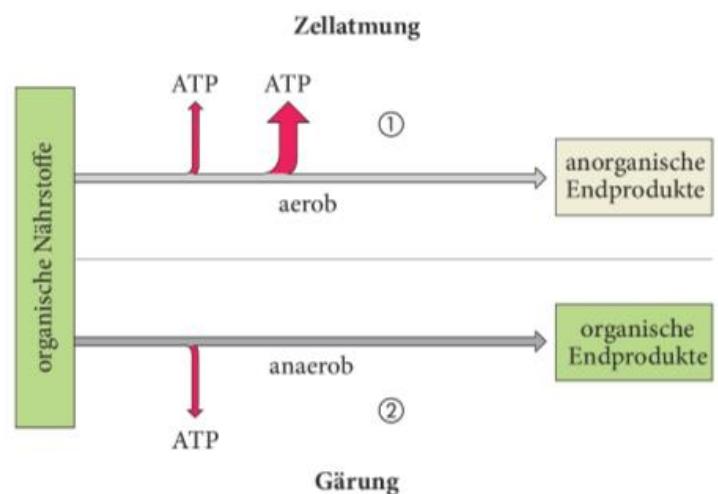 Zellatmung
ATP
ATP
①
organische Nährstoffe
aerob
anorganische
Endprodukte
anaerob
organische
Endprodukte
②
ATP
Gärung